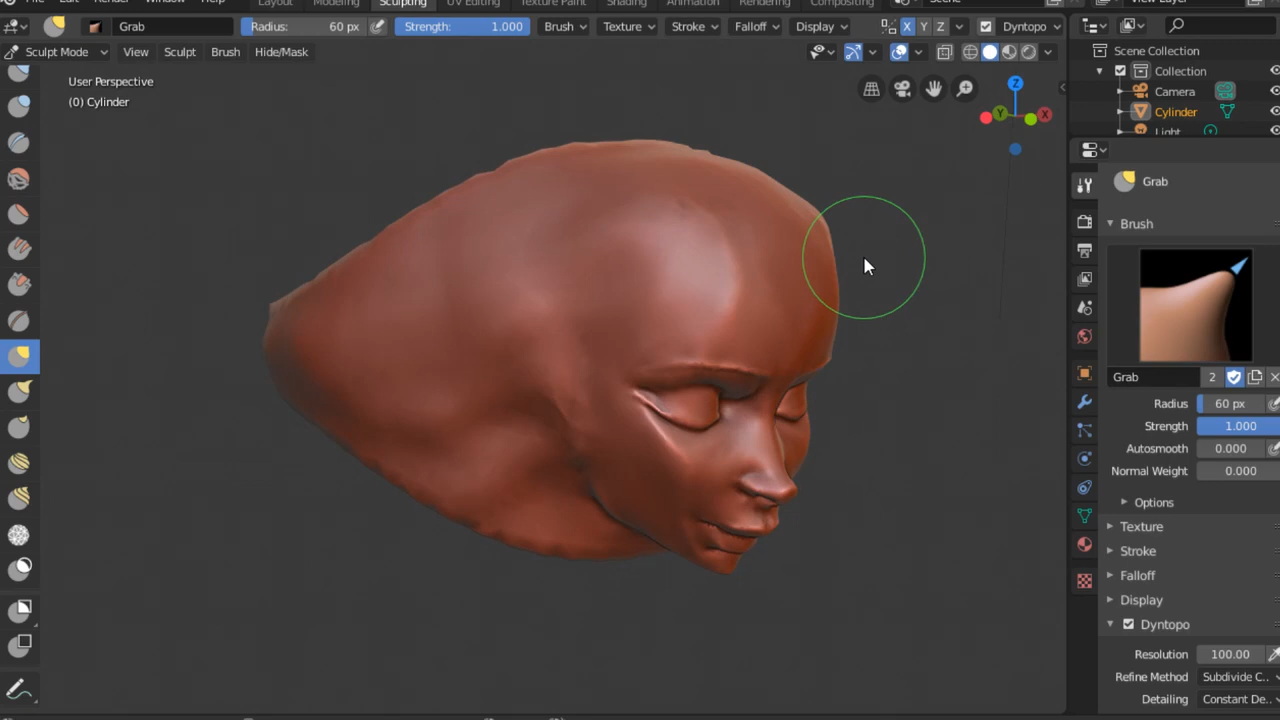 Layout Modeling Sculpting UV Editing Texture Paint Shading Animation Rendering Compositing Scene View Layer
Grab Radius: 60 px Strength: 1.000 Brush Texture Stroke Falloff Display X Y Z Dyntopo
Sculpt Mode View Sculpt Brush Hide/Mask
User Perspective
(0) Cylinder
Z
Y
X
Scene Collection
Collection
Camera
Cylinder
Light
Grab
Brush
Grab 2
Radius 60 px
Strength 1.000
Autosmooth 0.000
Normal Weight 0.000
Options
Texture
Stroke
Falloff
Display
Dyntopo
Resolution 100.00
Refine Method Subdivide C..
Detailing Constant De..